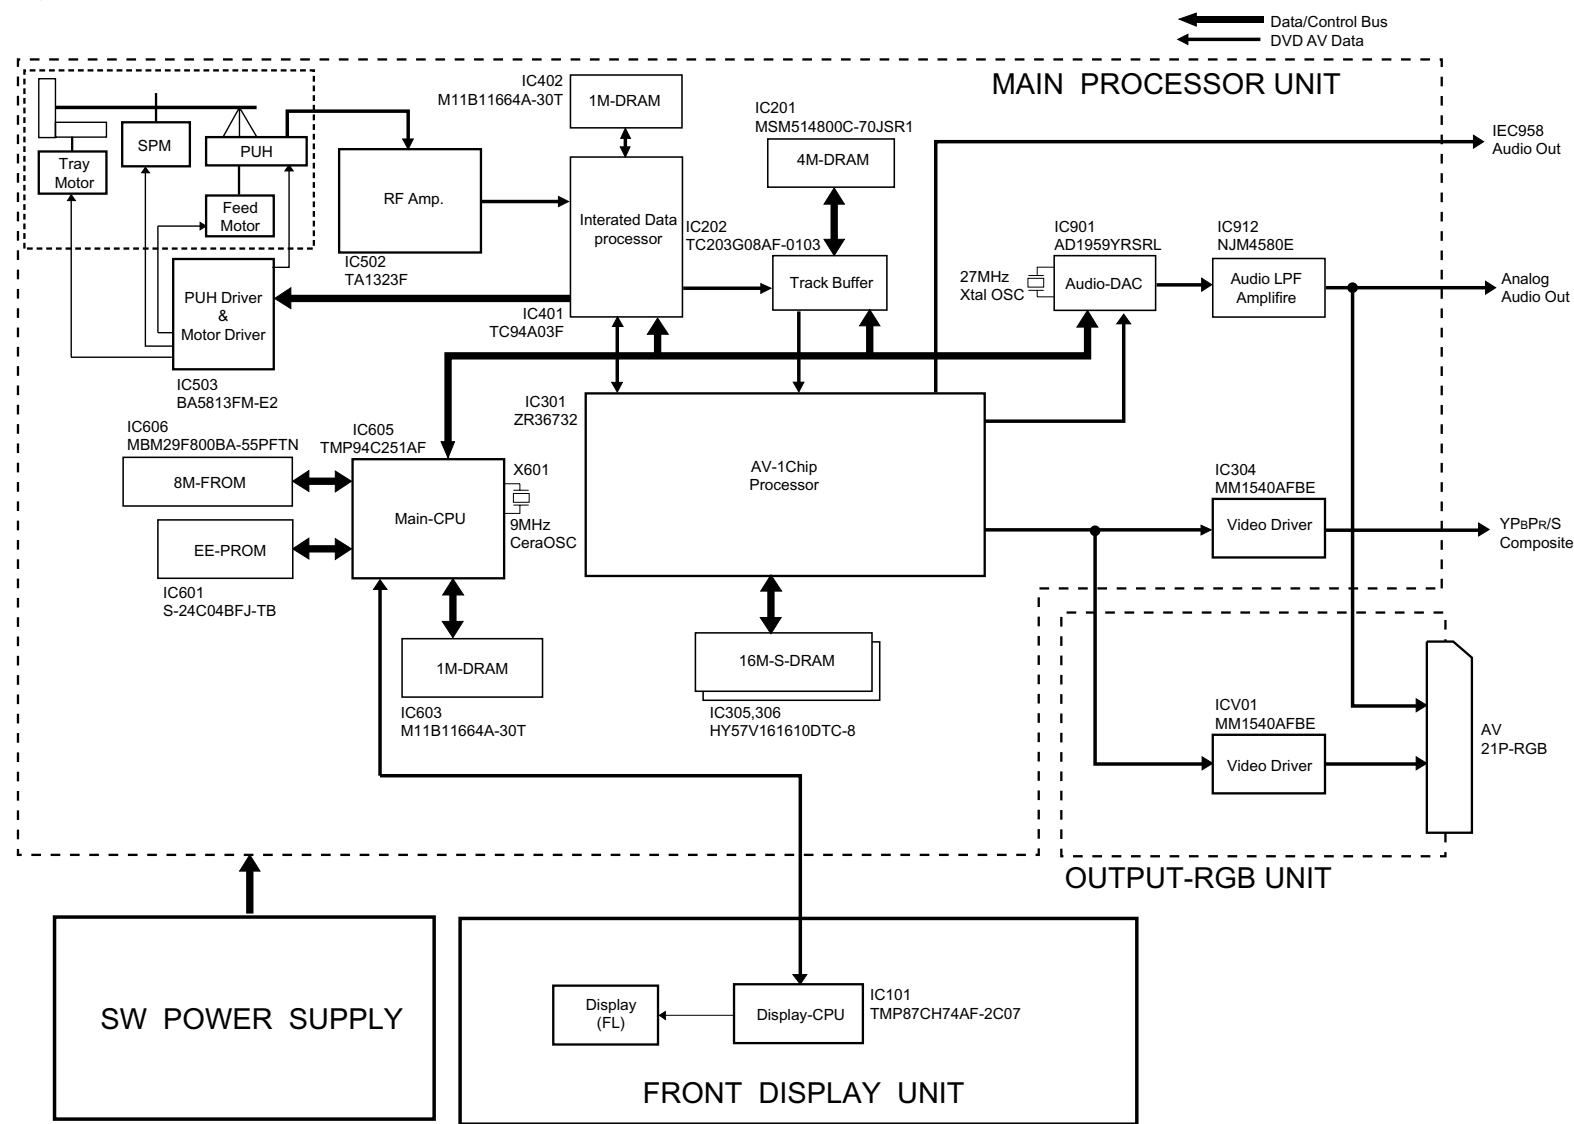 Data/Control Bus
DVD AV Data
MAIN PROCESSOR UNIT
IC402
M11B11664A-30T
1M-DRAM
IC201
MSM514800C-70JSR1
4M-DRAM
IEC958
Audio Out
SPM
PUH
Tray
Motor
Feed
Motor
RF Amp.
IC502
TA1323F
Interated Data
processor
IC202
TC203G08AF-0103
Track Buffer
IC901
AD1959YRSRL
27MHz
Xtal OSC
Audio-DAC
IC912
NJM4580E
Audio LPF
Amplifire
Analog
Audio Out
PUH Driver
&
Motor Driver
IC401
TC94A03F
IC503
BA5813FM-E2
IC301
ZR36732
AV-1Chip
Processor
IC606
MBM29F800BA-55PFTN
8M-FROM
IC605
TMP94C251AF
Main-CPU
X601
9MHz
CeraOSC
EE-PROM
IC601
S-24C04BFJ-TB
IC304
MM1540AFBE
Video Driver
YPBPR/S
Composite
1M-DRAM
IC603
M11B11664A-30T
16M-S-DRAM
IC305,306
HY57V161610DTC-8
ICV01
MM1540AFBE
Video Driver
AV
21P-RGB
OUTPUT-RGB UNIT
SW POWER SUPPLY
Display
(FL)
Display-CPU
IC101
TMP87CH74AF-2C07
FRONT DISPLAY UNIT